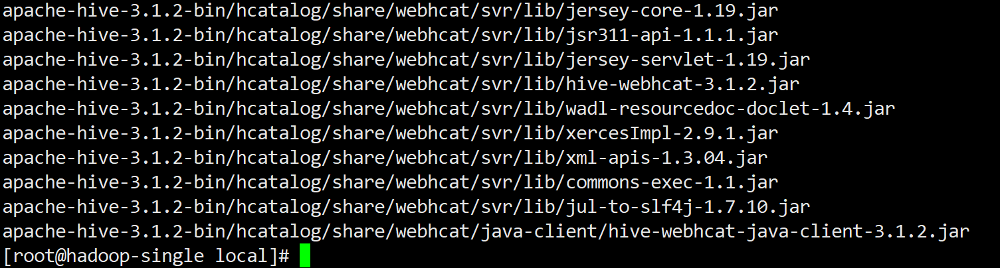 apache-hive-3.1.2-bin/hcatalog/share/webhcat/svr/lib/jersey-core-1.19.jar
apache-hive-3.1.2-bin/hcatalog/share/webhcat/svr/lib/jsr311-api-1.1.1.jar
apache-hive-3.1.2-bin/hcatalog/share/webhcat/svr/lib/jersey-servlet-1.19.jar
apache-hive-3.1.2-bin/hcatalog/share/webhcat/svr/lib/hive-webhcat-3.1.2.jar
apache-hive-3.1.2-bin/hcatalog/share/webhcat/svr/lib/wadl-resourcedoc-doclet-1.4.jar
apache-hive-3.1.2-bin/hcatalog/share/webhcat/svr/lib/xercesImpl-2.9.1.jar
apache-hive-3.1.2-bin/hcatalog/share/webhcat/svr/lib/xml-apis-1.3.04.jar
apache-hive-3.1.2-bin/hcatalog/share/webhcat/svr/lib/commons-exec-1.1.jar
apache-hive-3.1.2-bin/hcatalog/share/webhcat/svr/lib/jul-to-slf4j-1.7.10.jar
apache-hive-3.1.2-bin/hcatalog/share/webhcat/java-client/hive-webhcat-java-client-3.1.2.jar
[root@hadoop-single local]#